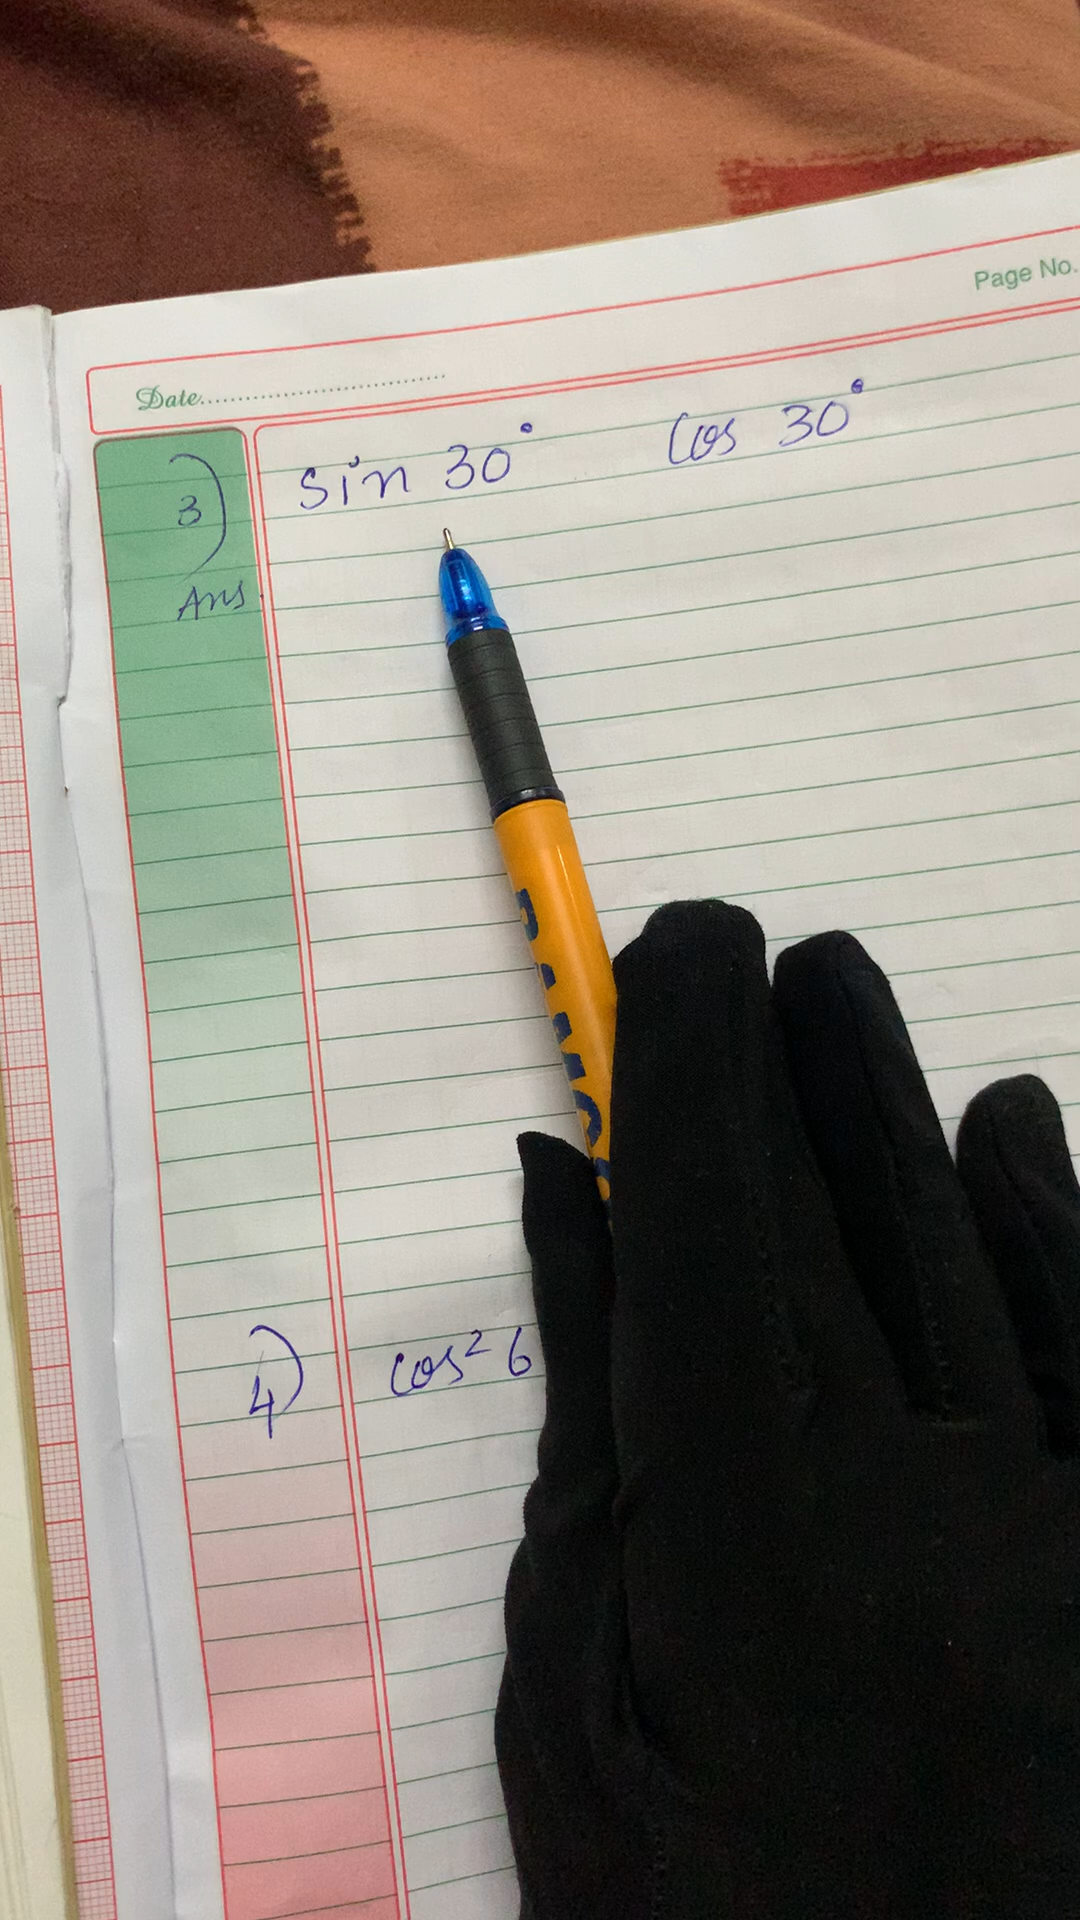 Page No.
Date
3) sin 30° cos 30°
Ans.
4) cos² 6